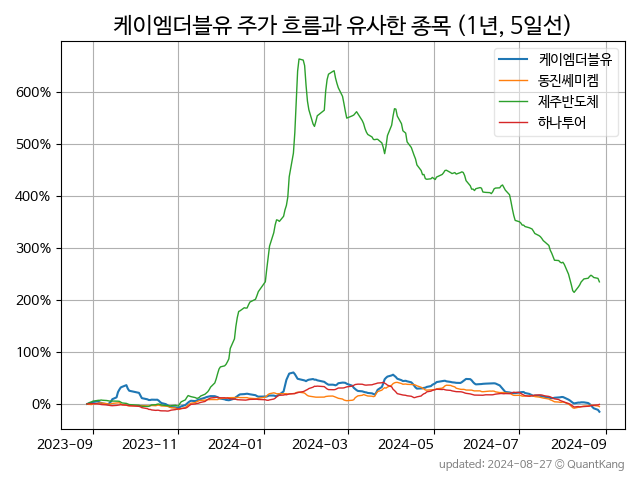 케이엠더블유 주가 흐름과 유사한 종목 (1년, 5일선)
케이엠더블유
동진쎄미켐
제주반도체
하나투어
600%
500%
400%
300%
200%
100%
0%
2023-09 2023-11 2024-01 2024-03 2024-05 2024-07 2024-09
updated: 2024-08-27 © QuantKang